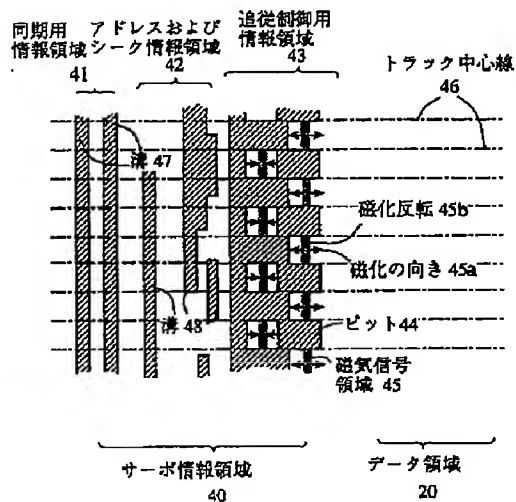 同期用
情報領域
41
アドレスおよび
シーク情報領域
42
追従制御用
情報領域
43
トラック中心線
46
溝 47
磁化反転 45b
磁化の向き 45a
溝 48
ピット 44
磁気信号
領域 45
サーボ情報領域
40
データ領域
20